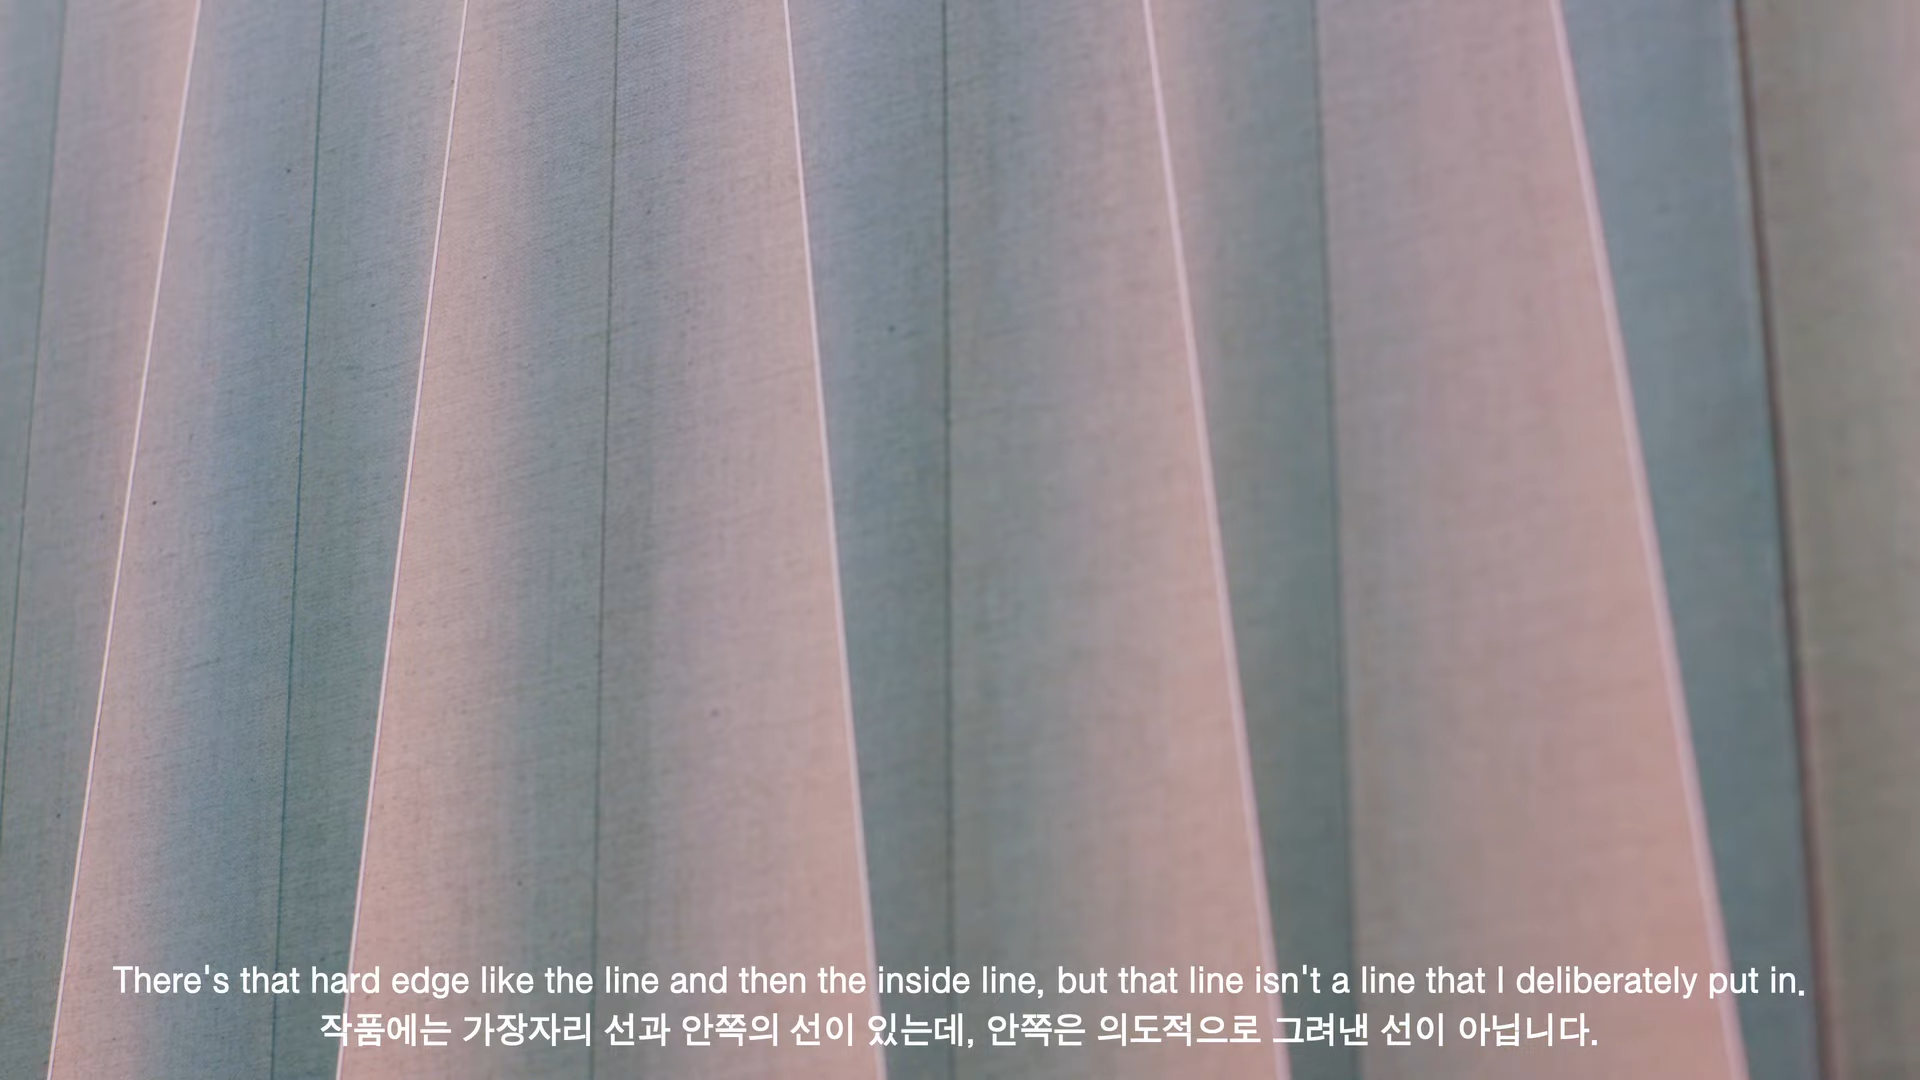 There's that hard edge like the line and then the inside line, but that line isn't a line that I deliberately put in.
작품에는 가장자리 선과 안쪽의 선이 있는데, 안쪽은 의도적으로 그려낸 선이 아닙니다.